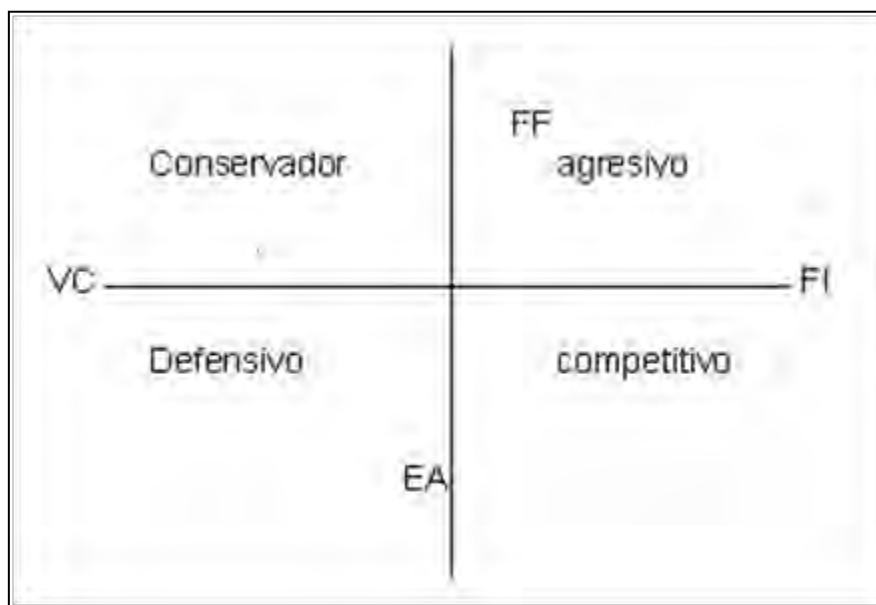 FF
Conservador agresivo
VC FI
Defensivo competitivo
EA